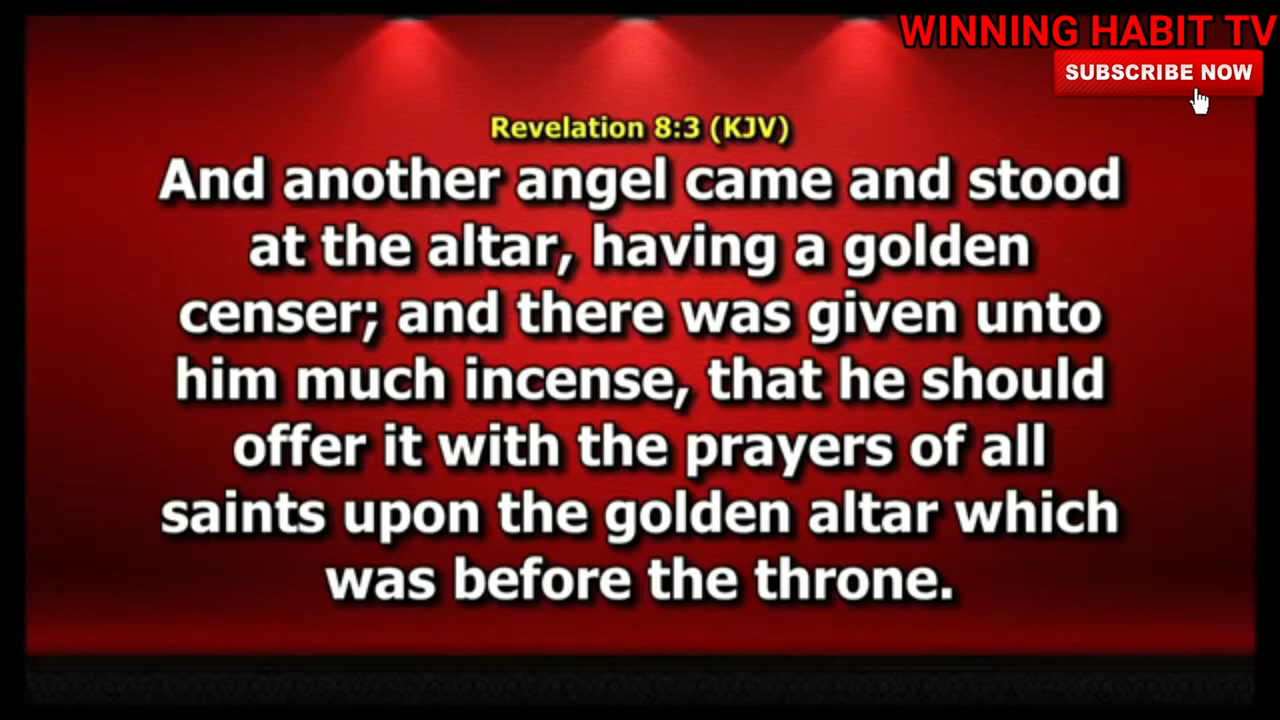 WINNING HABIT TV
SUBSCRIBE NOW
Revelation 8:3 (KJV)
And another angel came and stood
at the altar, having a golden
censer; and there was given unto
him much incense, that he should
offer it with the prayers of all
saints upon the golden altar which
was before the throne.